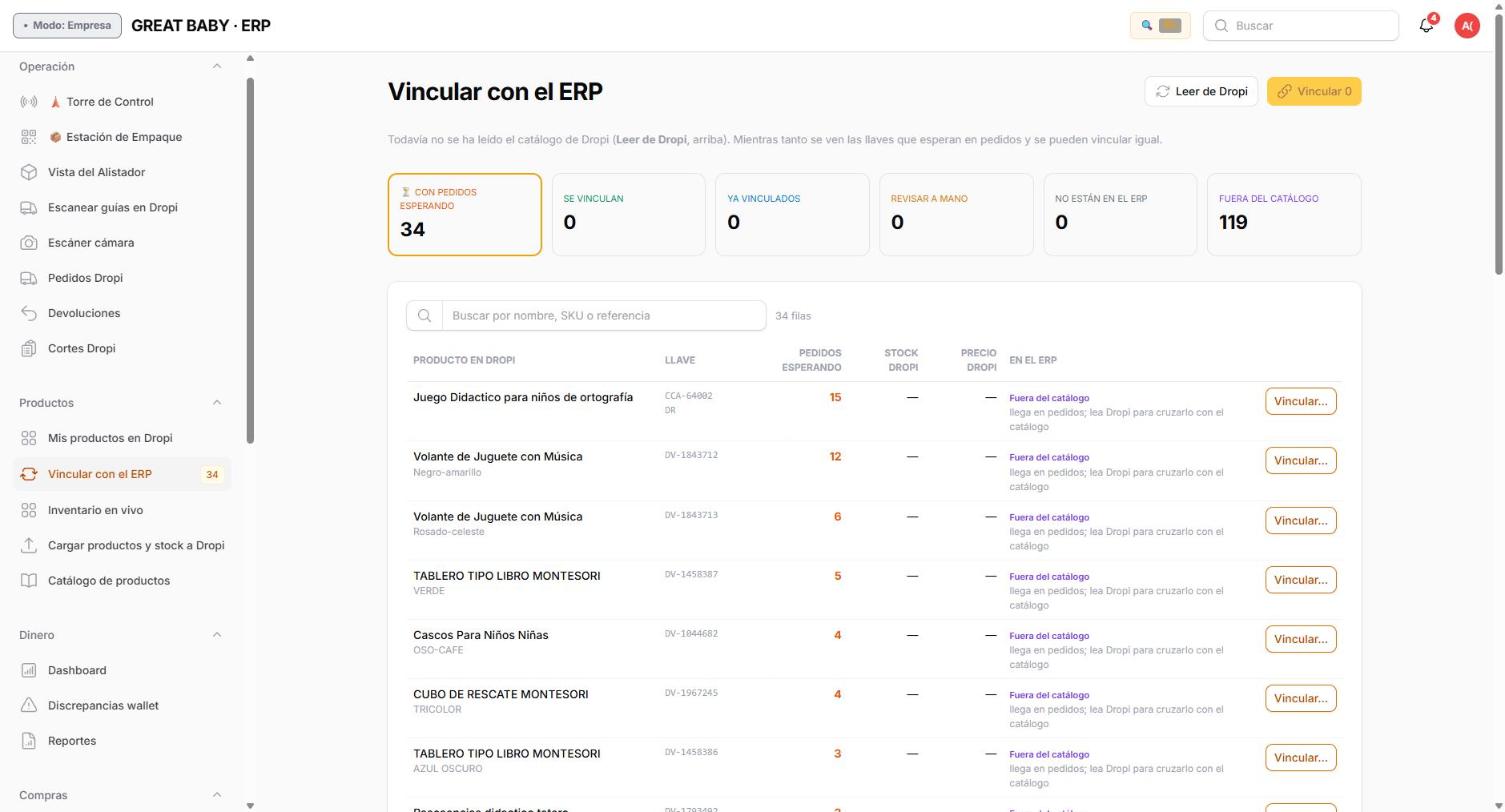 • Modo: Empresa
GREAT BABY · ERP
Buscar
4
A(
Operación
Torre de Control
Estación de Empaque
Vista del Alistador
Escanear guías en Dropi
Escáner cámara
Pedidos Dropi
Devoluciones
Cortes Dropi
Productos
Mis productos en Dropi
Vincular con el ERP
34
Inventario en vivo
Cargar productos y stock a Dropi
Catálogo de productos
Dinero
Dashboard
Discrepancias wallet
Reportes
Compras
Vincular con el ERP
Leer de Dropi
Vincular 0
Todavía no se ha leído el catálogo de Dropi (Leer de Dropi, arriba). Mientras tanto se ven las llaves que esperan en pedidos y se pueden vincular igual.
CON PEDIDOS
ESPERANDO
34
SE VINCULAN
0
YA VINCULADOS
0
REVISAR A MANO
0
NO ESTÁN EN EL ERP
0
FUERA DEL CATÁLOGO
119
Buscar por nombre, SKU o referencia
34 filas
PRODUCTO EN DROPI
LLAVE
PEDIDOS
ESPERANDO
STOCK
DROPI
PRECIO
DROPI
EN EL ERP
Juego Didactico para niños de ortografía
CCA-64002
DR
15
—
—
Fuera del catálogo
llega en pedidos; lea Dropi para cruzarlo con el
catálogo
Vincular...
Volante de Juguete con Música
Negro-amarillo
DV-1843712
12
—
—
Fuera del catálogo
llega en pedidos; lea Dropi para cruzarlo con el
catálogo
Vincular...
Volante de Juguete con Música
Rosado-celeste
DV-1843713
6
—
—
Fuera del catálogo
llega en pedidos; lea Dropi para cruzarlo con el
catálogo
Vincular...
TABLERO TIPO LIBRO MONTESORI
VERDE
DV-1458387
5
—
—
Fuera del catálogo
llega en pedidos; lea Dropi para cruzarlo con el
catálogo
Vincular...
Cascos Para Niños Niñas
OSO-CAFE
DV-1044682
4
—
—
Fuera del catálogo
llega en pedidos; lea Dropi para cruzarlo con el
catálogo
Vincular...
CUBO DE RESCATE MONTESORI
TRICOLOR
DV-1967245
4
—
—
Fuera del catálogo
llega en pedidos; lea Dropi para cruzarlo con el
catálogo
Vincular...
TABLERO TIPO LIBRO MONTESORI
AZUL OSCURO
DV-1458386
3
—
—
Fuera del catálogo
llega en pedidos; lea Dropi para cruzarlo con el
catálogo
Vincular...